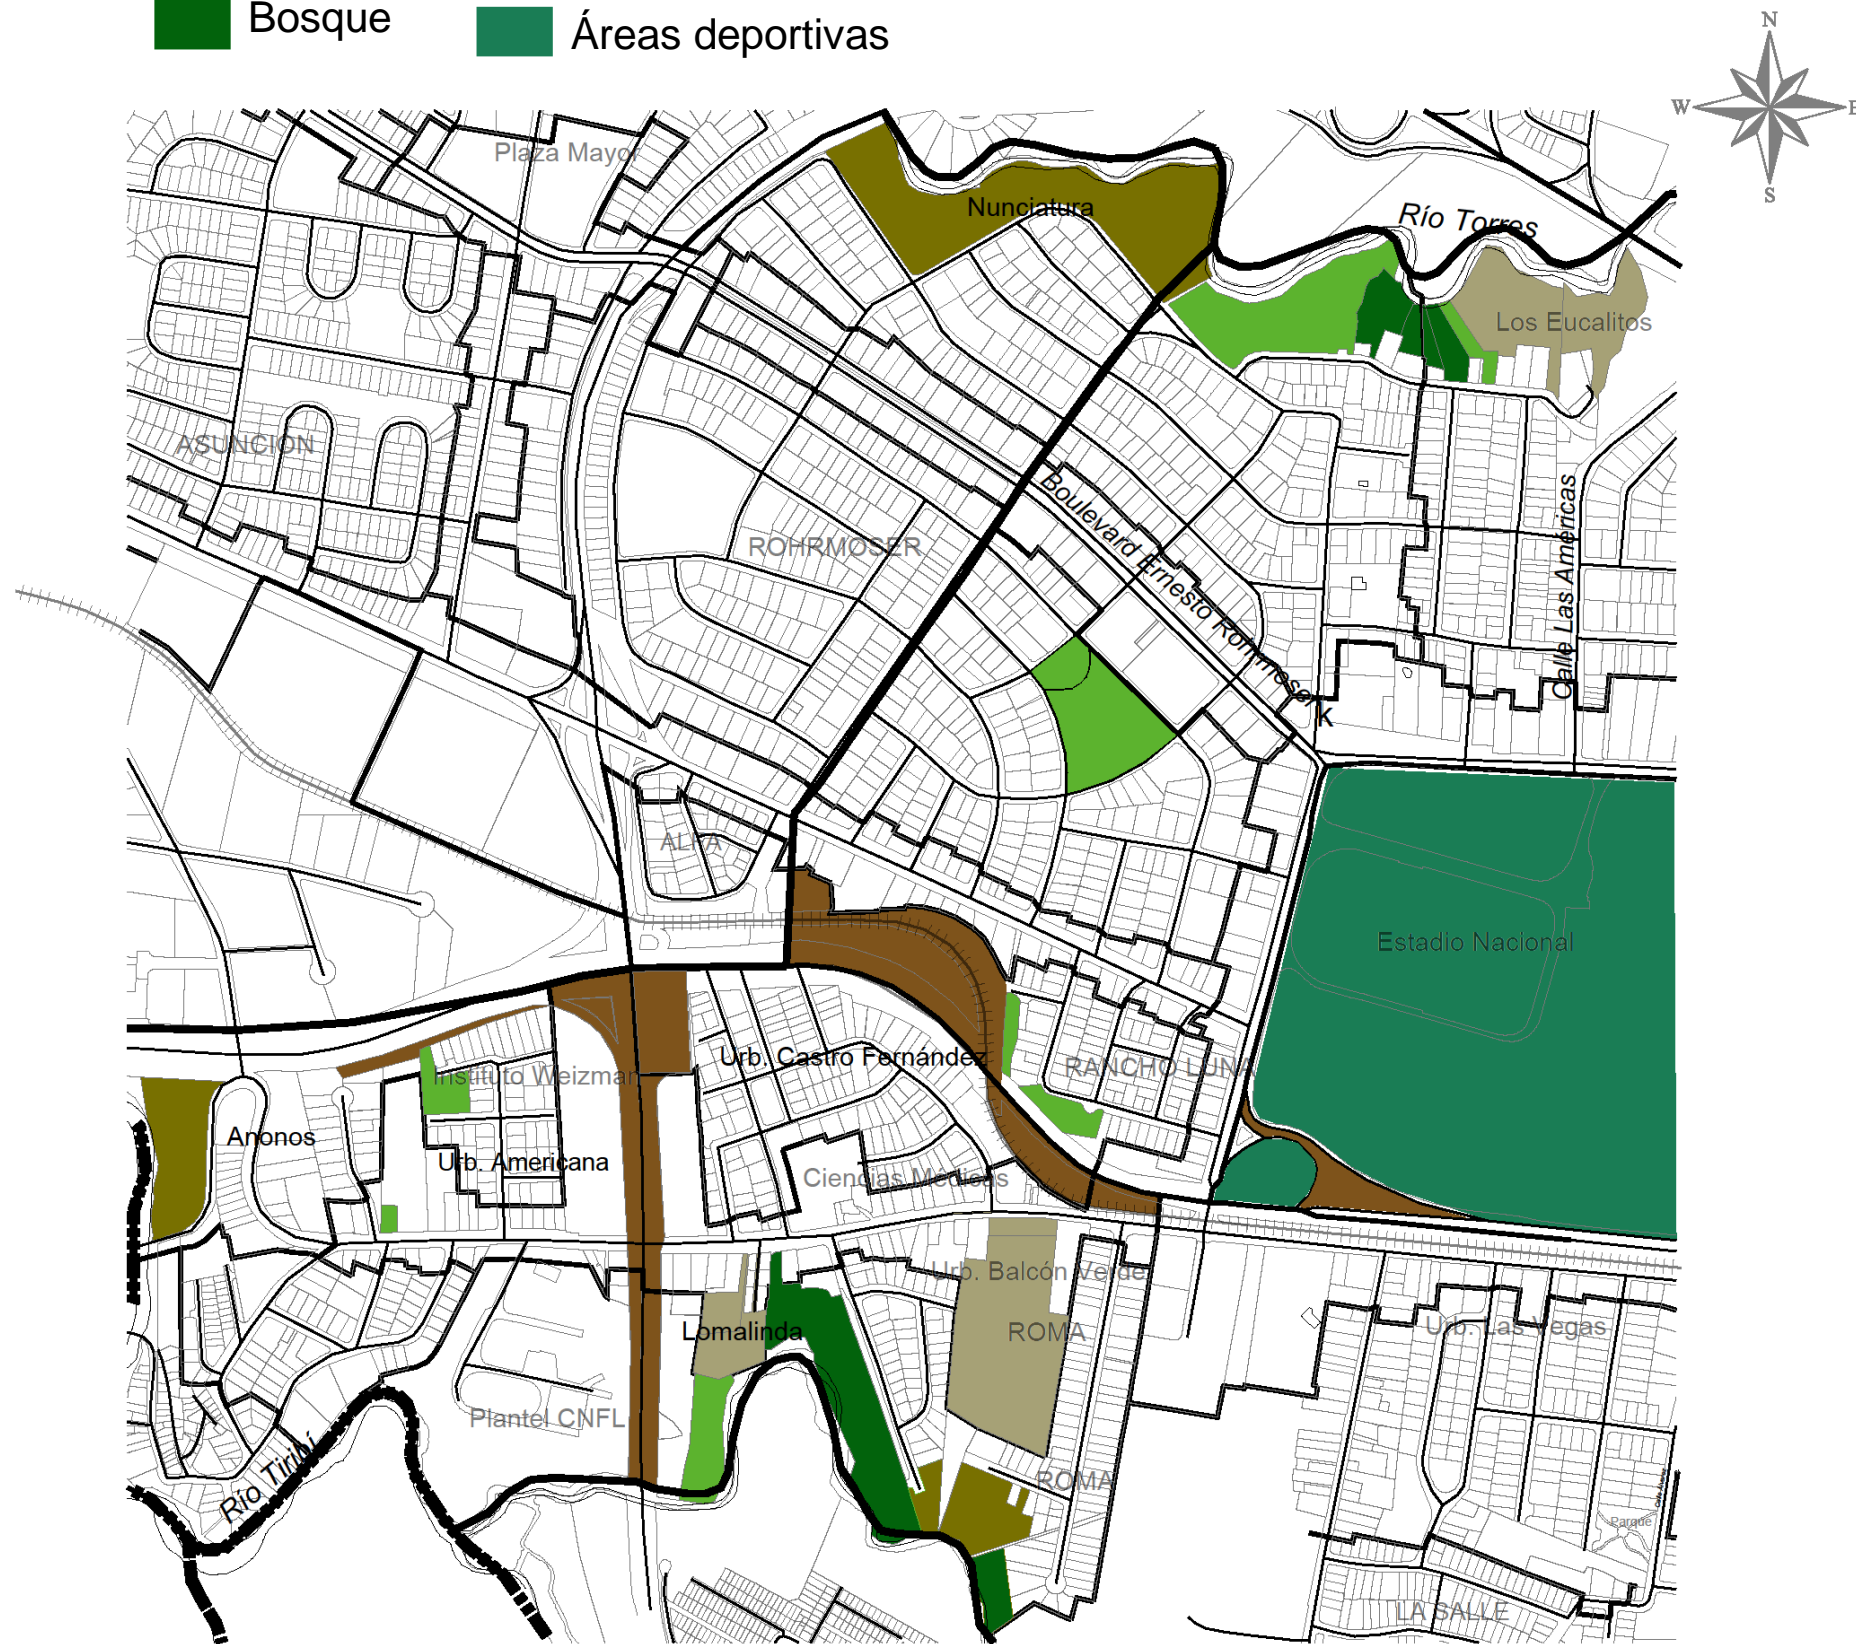 Bosque
Áreas deportivas
N
W
E
S
Plaza Mayor
Nunciatura
Río Torres
Los Eucalitos
ASUNCION
ROHRMOSER
Boulevard Ernesto Rohrmoser
K
Calle Las Américas
ALFA
Estadio Nacional
Urb. Castro Fernández
RANCHO LUNA
Instituto Weizman
Anonos
Urb. Americana
Ciencias Médicas
Urb. Balcón Verde
ROMA
Lomalinda
Urb. Las Vegas
Plantel CNFL
Río Tiribí
ROMA
Parque
LA SALLE